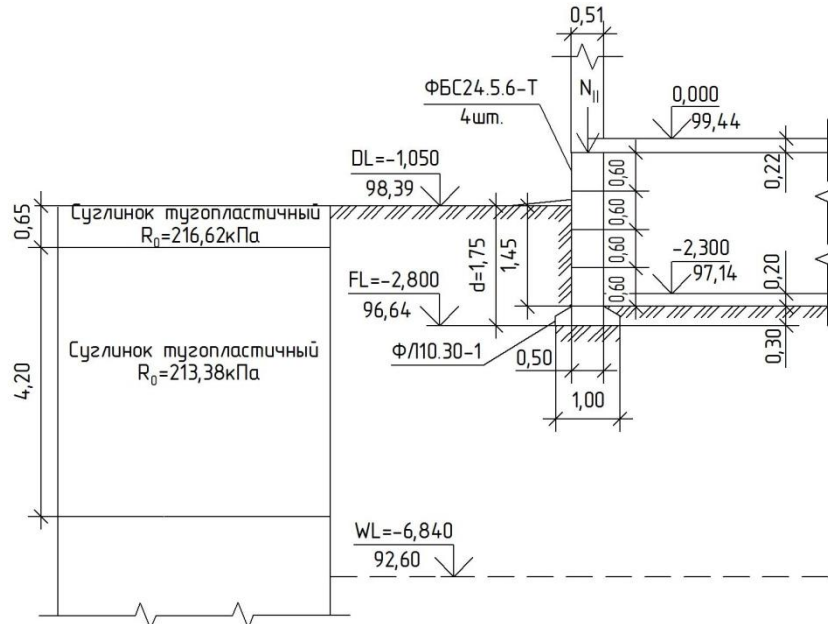 0,51
ФБС24.5.6-Т
4шт.
N_II
0,000
99,44
DL=-1,050
98,39
0,22
0,60
0,60
0,60
0,60
0,65
Суглинок тугопластичный
R₀=216,62кПа
d=1,75
1,45
-2,300
97,14
0,20
FL=-2,800
96,64
0,30
4,20
Суглинок тугопластичный
R₀=213,38кПа
ФЛ10.30-1
0,50
1,00
WL=-6,840
92,60